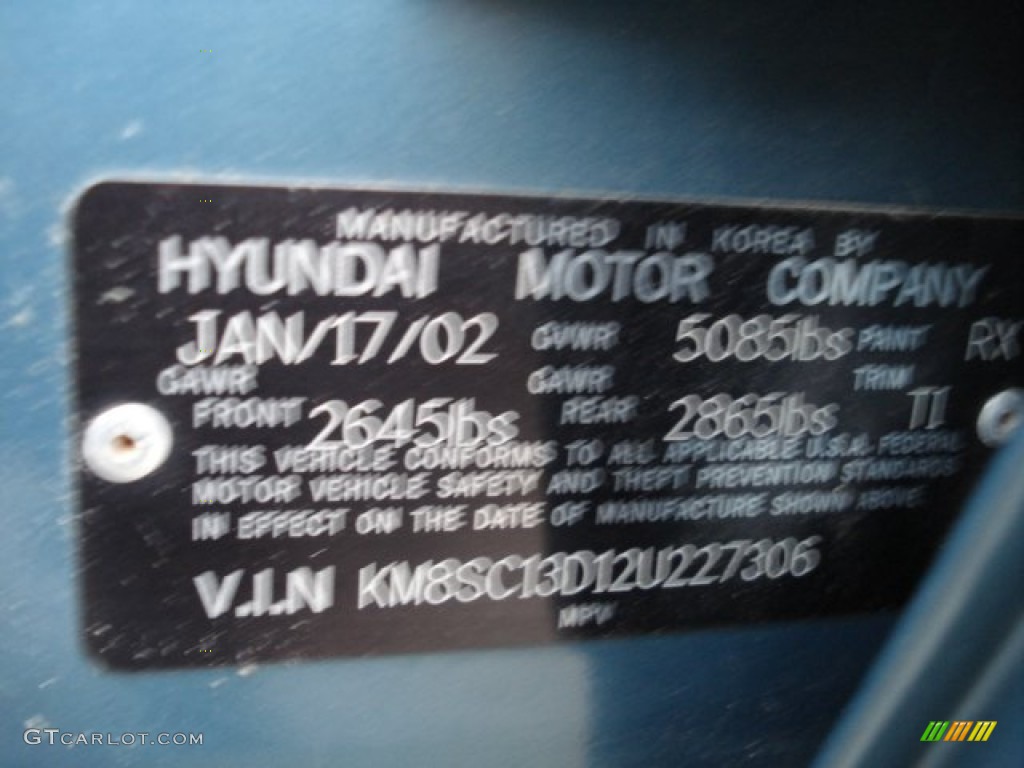 MANUFACTURED IN KOREA BY
HYUNDAI MOTOR COMPANY
JAN/17/02 GVWR 5085lbs PAINT RX
GAWR GAWR TRIM
FRONT 2645lbs REAR 2865lbs TI
THIS VEHICLE CONFORMS TO ALL APPLICABLE U.S.A. FEDERAL
MOTOR VEHICLE SAFETY AND THEFT PREVENTION STANDARDS
IN EFFECT ON THE DATE OF MANUFACTURE SHOWN ABOVE
V.I.N KM8SC13D12U227306
MPV
GTCARLOT.COM